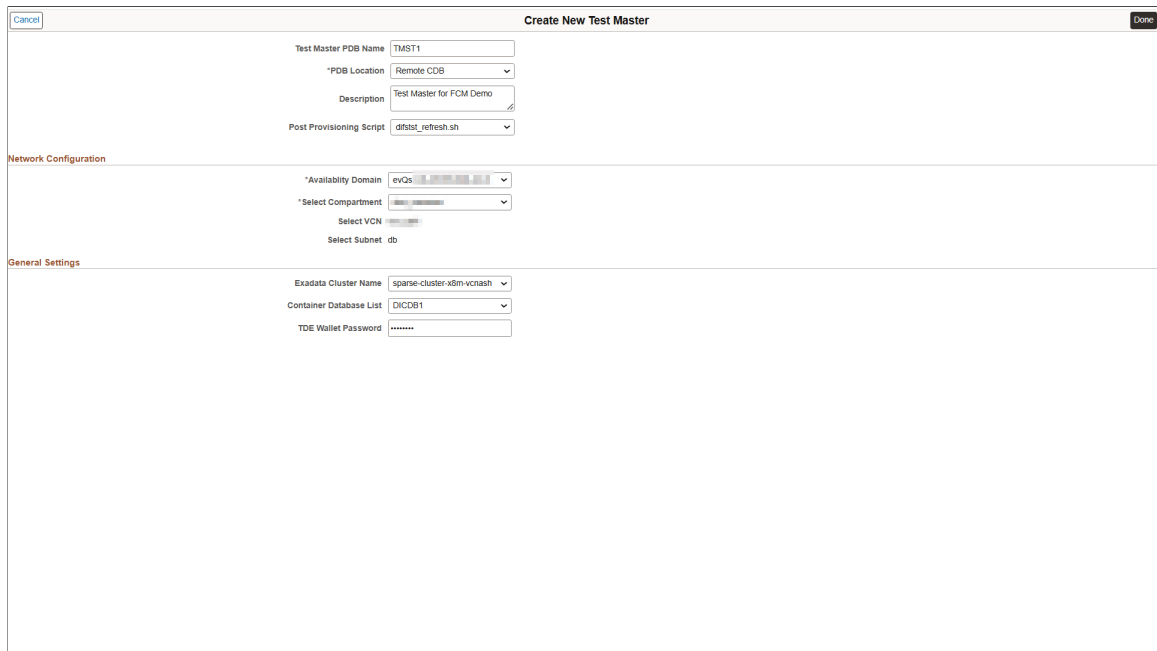 Cancel Create New Test Master Done
Test Master PDB Name TMST1
*PDB Location Remote CDB
Description Test Master for FCM Demo
Post Provisioning Script difstst_refresh.sh
Network Configuration
*Availablity Domain evQs
*Select Compartment
Select VCN
Select Subnet db
General Settings
Exadata Cluster Name sparse-cluster-x8m-vcnash
Container Database List DICDB1
TDE Wallet Password ••••••••